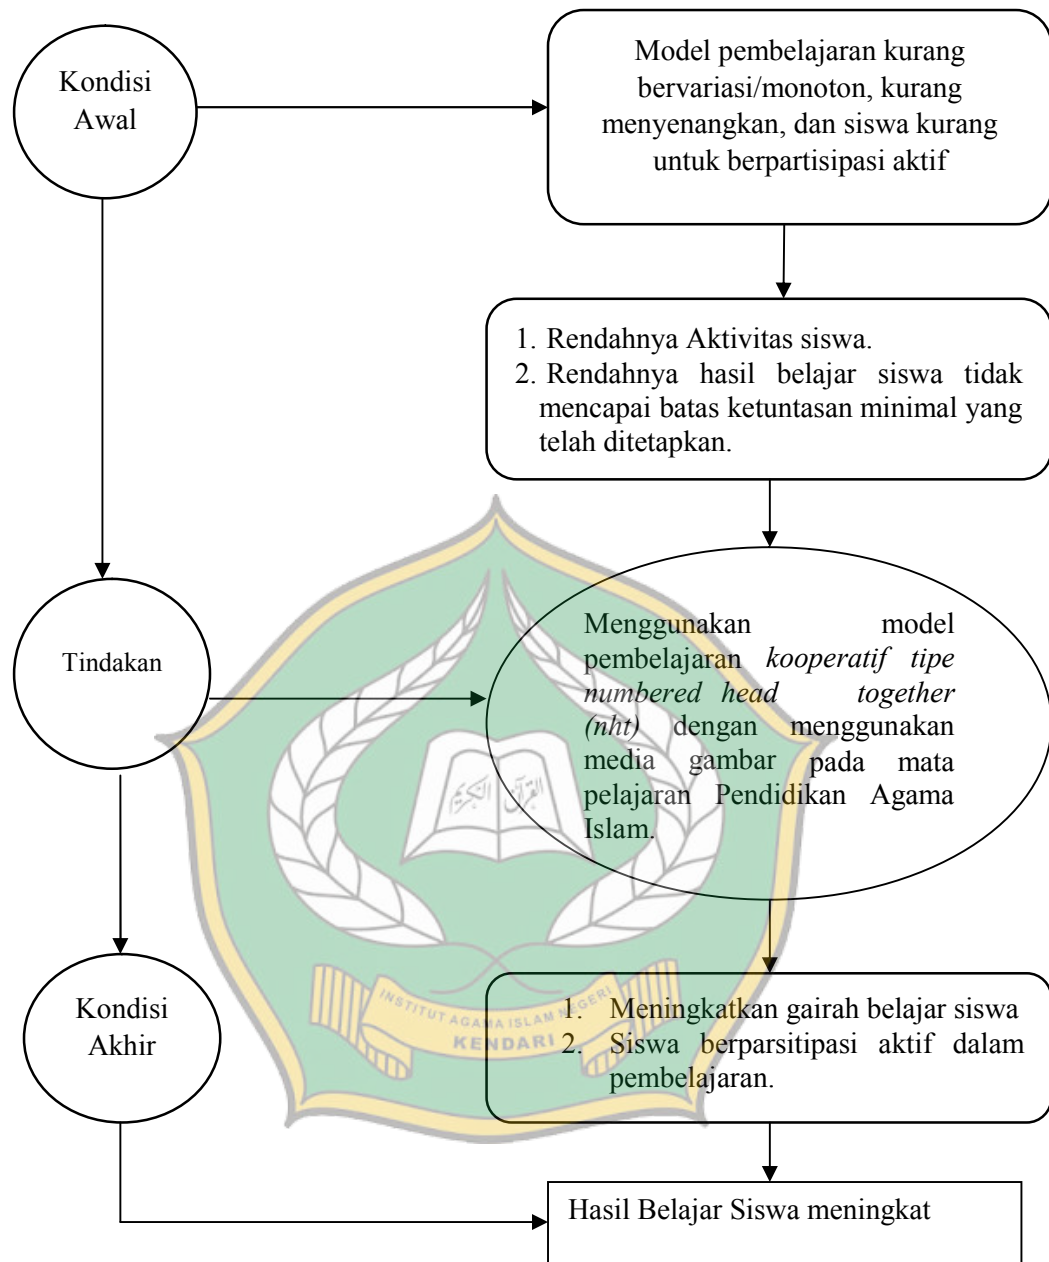 Kondisi
Awal
Model pembelajaran kurang
bervariasi/monoton, kurang
menyenangkan, dan siswa kurang
untuk berpartisipasi aktif
1. Rendahnya Aktivitas siswa.
2. Rendahnya hasil belajar siswa tidak
mencapai batas ketuntasan minimal yang
telah ditetapkan.
Tindakan
Menggunakan model
pembelajaran kooperatif tipe
numbered head together
(nht) dengan menggunakan
media gambar pada mata
pelajaran Pendidikan Agama
Islam.
القرآن الكريم
Kondisi
Akhir
1. Meningkatkan gairah belajar siswa
2. Siswa berparsitipasi aktif dalam
pembelajaran.
INSTITUT AGAMA ISLAM NEGERI
KENDARI
Hasil Belajar Siswa meningkat